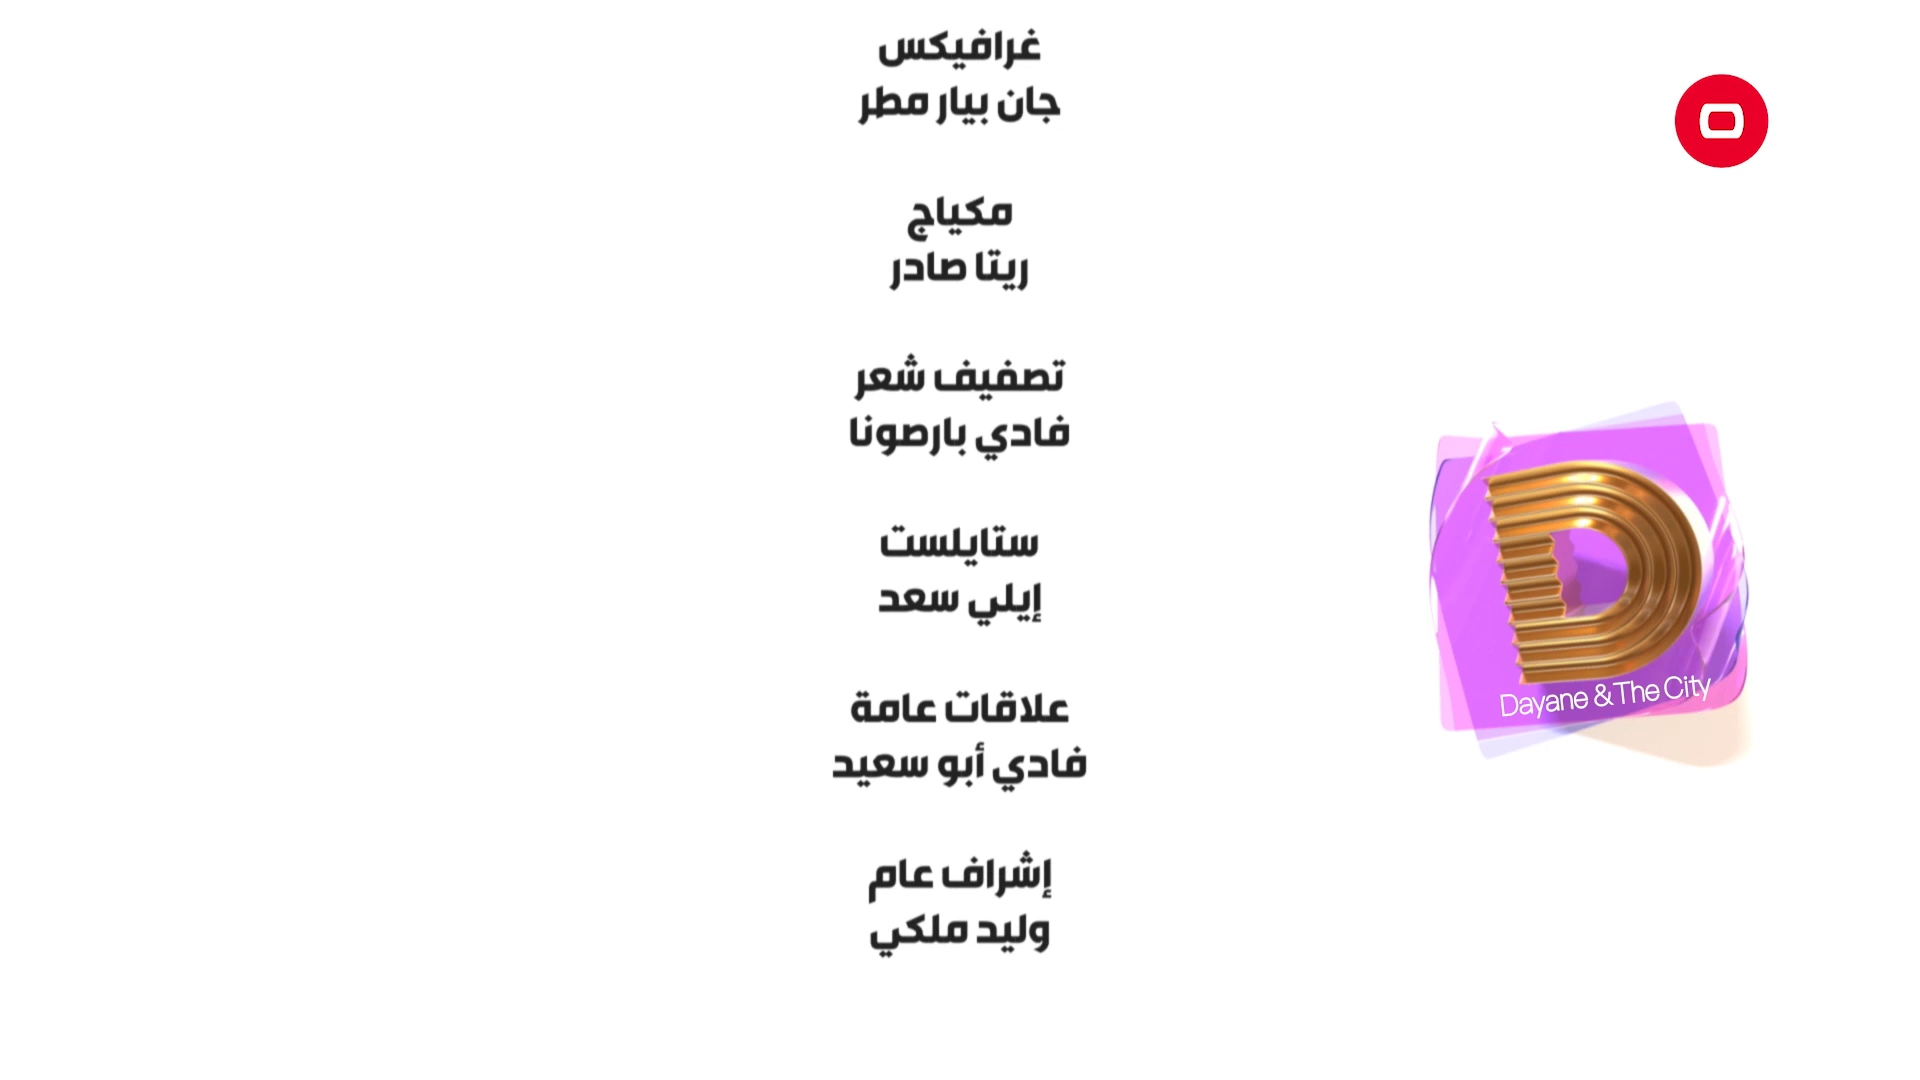 غرافيكس
جان بيار مطر
مكياج
ريتا صادر
تصفيف شعر
فادي بارصونا
ستايلست
إيلي سعد
علاقات عامة
فادي أبو سعيد
إشراف عام
وليد ملكي
Dayane & The City